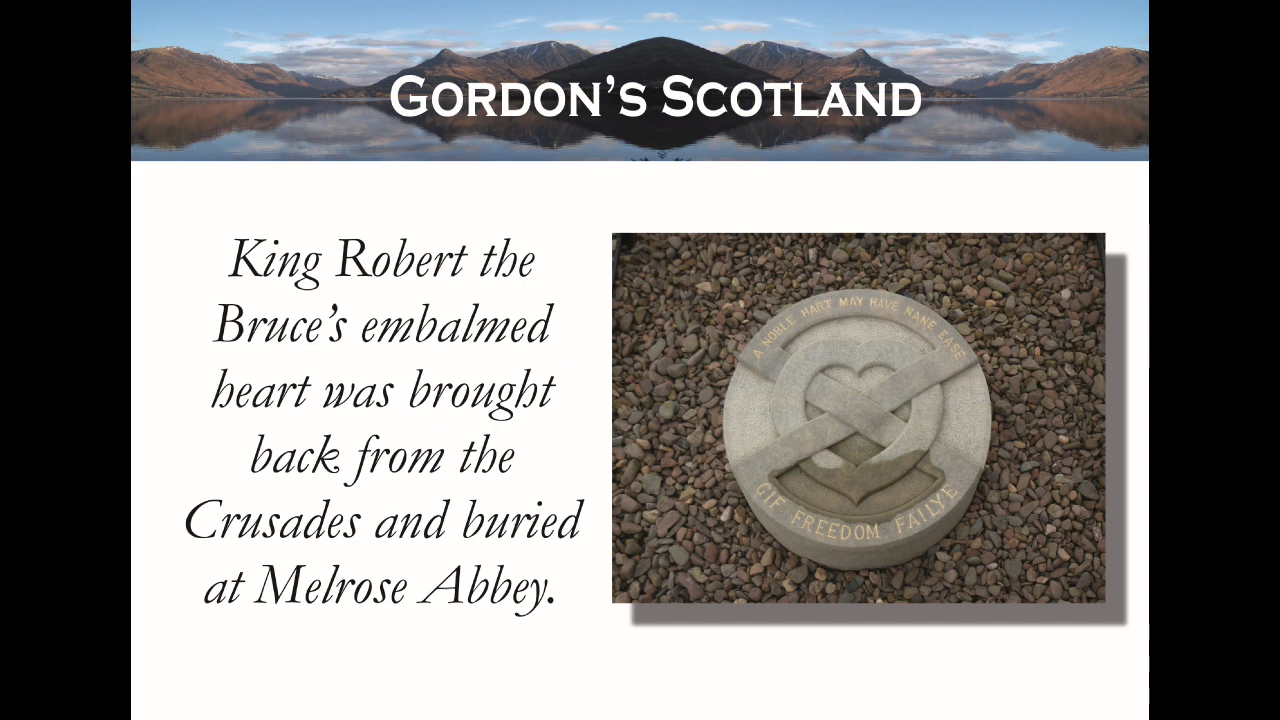 GORDON'S SCOTLAND
King Robert the
Bruce's embalmed
heart was brought
back from the
Crusades and buried
at Melrose Abbey.
A NOBLE HART MAY HAVE NANE EASE
GIF FREEDOM FAILYE